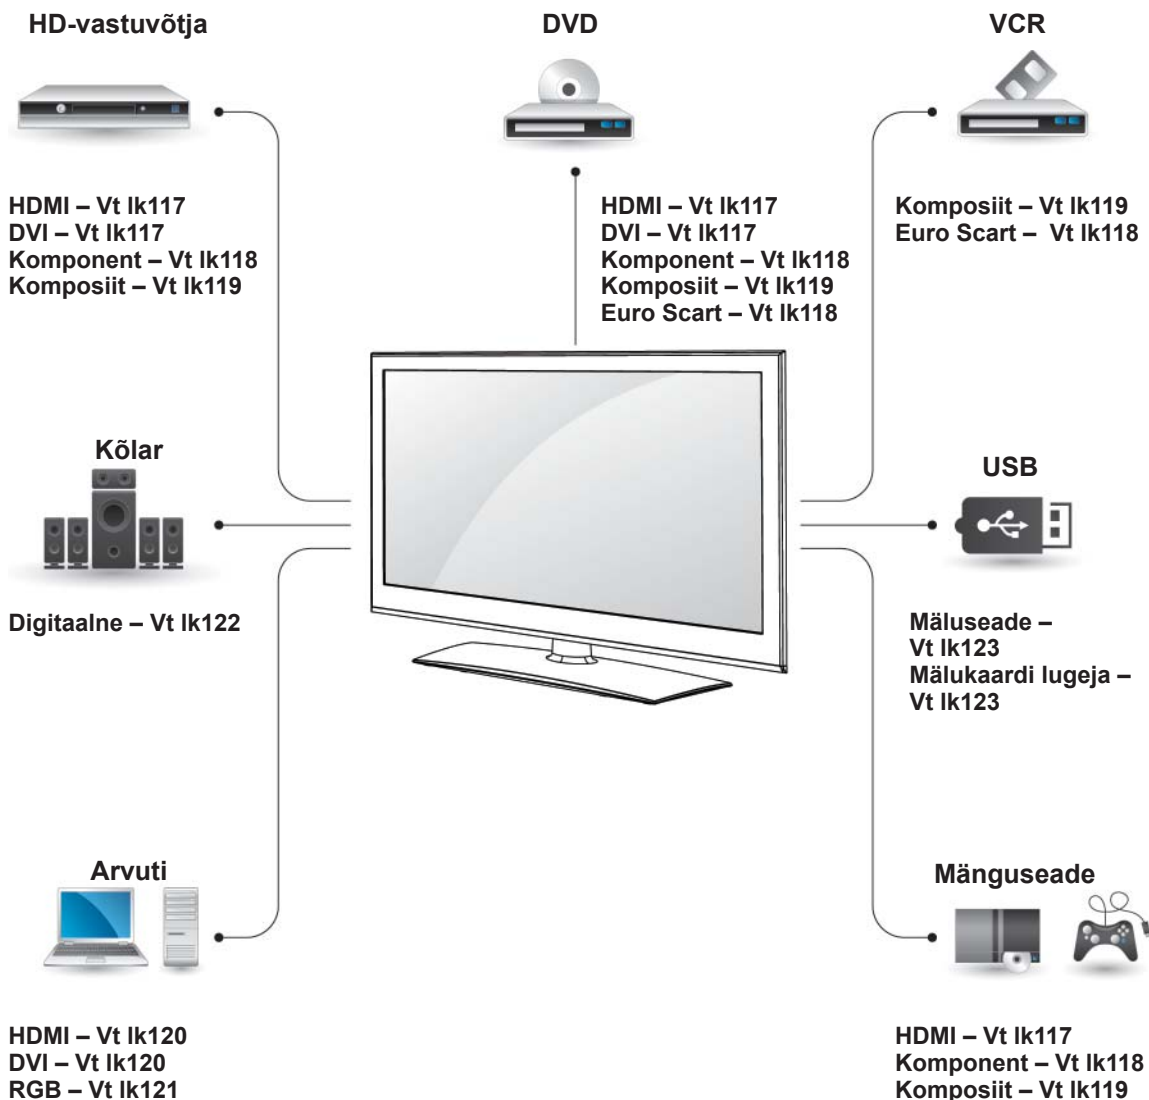 HD-vastuvõtja
HDMI – Vt lk117
DVI – Vt lk117
Komponent – Vt lk118
Komposiit – Vt lk119
DVD
HDMI – Vt lk117
DVI – Vt lk117
Komponent – Vt lk118
Komposiit – Vt lk119
Euro Scart – Vt lk118
VCR
Komposiit – Vt lk119
Euro Scart – Vt lk118
Kõlar
Digitaalne – Vt lk122
USB
Mäluseade –
Vt lk123
Mälukaardi lugeja –
Vt lk123
Arvuti
HDMI – Vt lk120
DVI – Vt lk120
RGB – Vt lk121
Mänguseade
HDMI – Vt lk117
Komponent – Vt lk118
Komposiit – Vt lk119